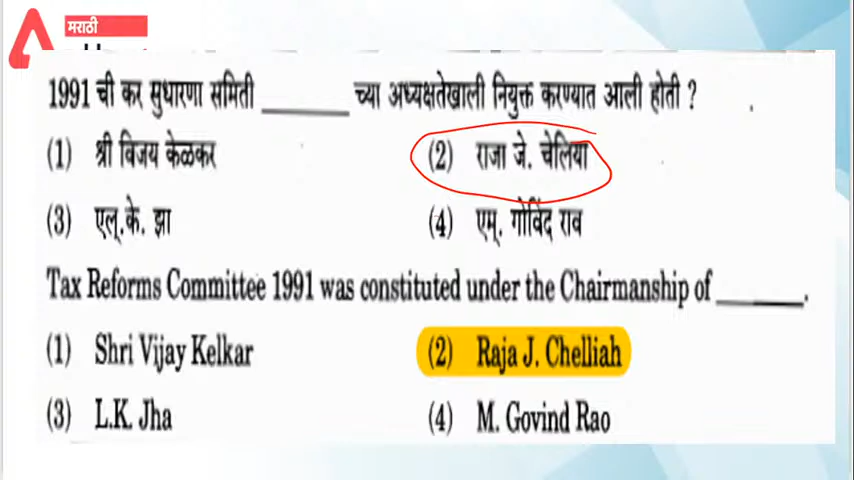 मराठी
1991 ची कर सुधारणा समिती ______ च्या अध्यक्षतेखाली नियुक्त करण्यात आली होती ?
(1) श्री विजय केळकर (2) राजा जे. चेलिया
(3) एल्.के. झा (4) एम्. गोविंद राव
Tax Reforms Committee 1991 was constituted under the Chairmanship of ______.
(1) Shri Vijay Kelkar (2) Raja J. Chelliah
(3) L.K. Jha (4) M. Govind Rao